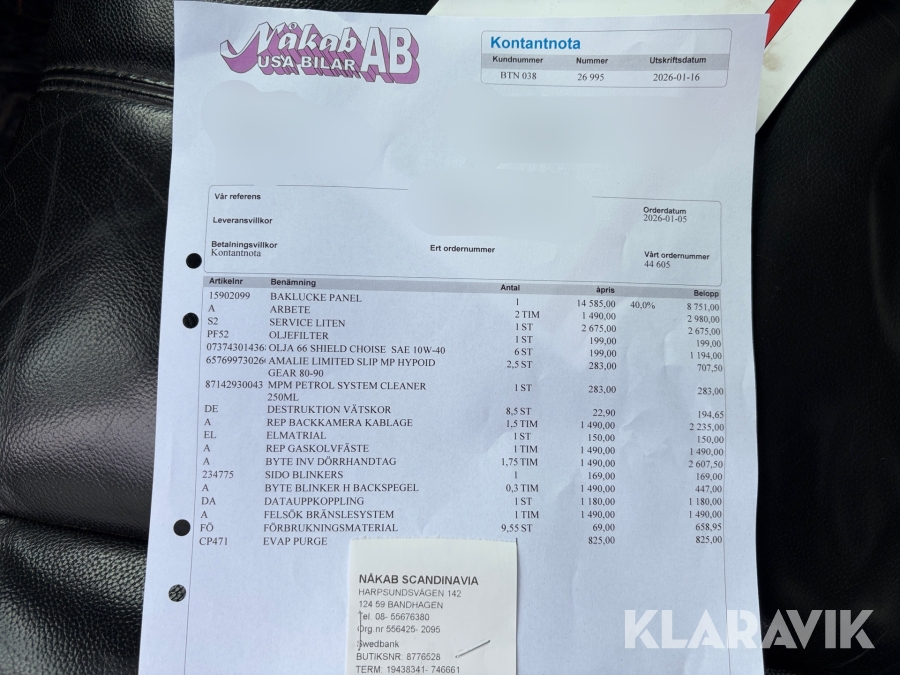 Nåkab AB
USA BILAR
Kontantnota
Kundnummer Nummer Utskriftsdatum
BTN 038 26 995 2026-01-16
Vår referens
Orderdatum
2026-01-05
Leveransvillkor
Betalningsvillkor Ert ordernummer Vårt ordernummer
Kontantnota 44 605
Artikelnr Benämning Antal àpris Belopp
15902099 BAKLUCKE PANEL 1 14 585,00 40,0% 8 751,00
A ARBETE 2 TIM 1 490,00 2 980,00
S2 SERVICE LITEN 1 ST 2 675,00 2 675,00
PF52 OLJEFILTER 1 ST 199,00 199,00
07374301436 OLJA 66 SHIELD CHOISE SAE 10W-40 6 ST 199,00 1 194,00
65769973026 AMALIE LIMITED SLIP MP HYPOID 2,5 ST 283,00 707,50
GEAR 80-90
87142930043 MPM PETROL SYSTEM CLEANER 1 ST 283,00 283,00
250ML
DE DESTRUKTION VÄTSKOR 8,5 ST 22,90 194,65
A REP BACKKAMERA KABLAGE 1,5 TIM 1 490,00 2 235,00
EL ELMATRIAL 1 ST 150,00 150,00
A REP GASKOLVFÄSTE 1 TIM 1 490,00 1 490,00
A BYTE INV DÖRRHANDTAG 1,75 TIM 1 490,00 2 607,50
234775 SIDO BLINKERS 1 169,00 169,00
A BYTE BLINKER H BACKSPEGEL 0,3 TIM 1 490,00 447,00
DA DATAUPPKOPPLING 1 ST 1 180,00 1 180,00
A FELSÖK BRÄNSLESYSTEM 1 TIM 1 490,00 1 490,00
FÖ FÖRBRUKNINGSMATERIAL 9,55 ST 69,00 658,95
CP471 EVAP PURGE 1 825,00 825,00
NÅKAB SCANDINAVIA
HARPSUNDSVÄGEN 142
124 59 BANDHAGEN
Tel. 08- 55676380
Org.nr 556425- 2095
Swedbank
BUTIKSNR: 8776528
TERM: 19438341- 746661
KLARAVIK